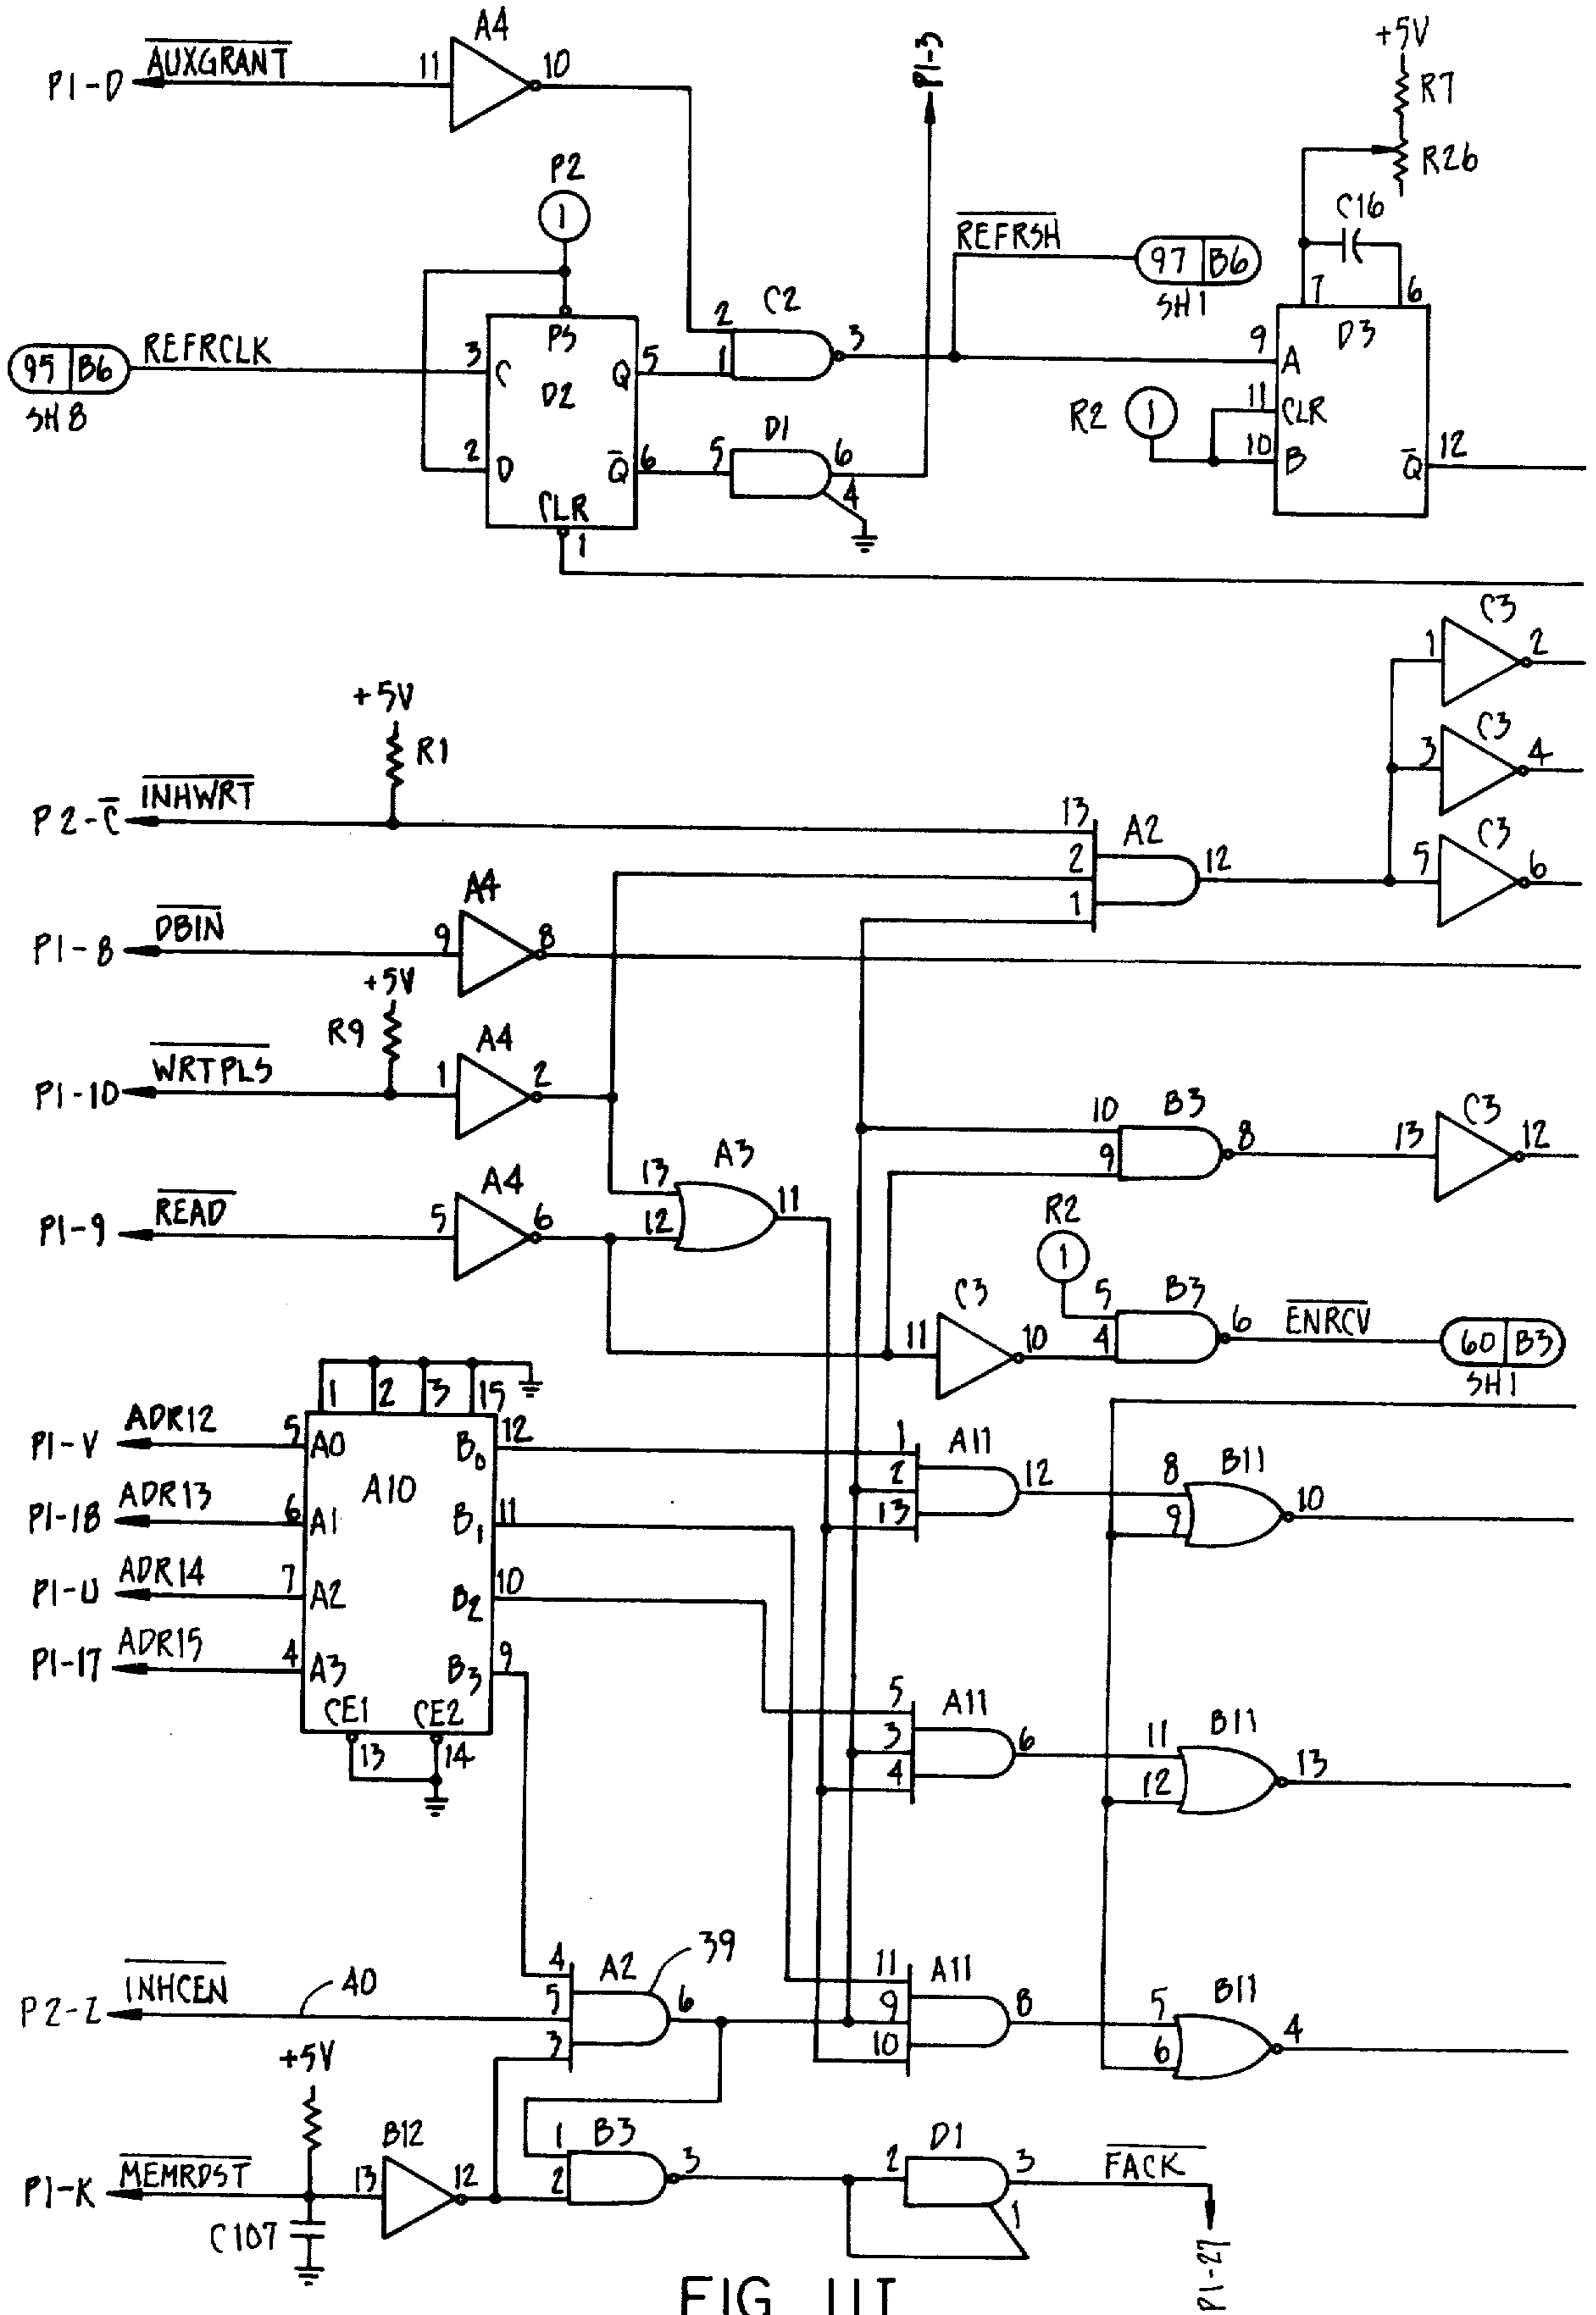 A4
+5V
P1-D AUXGRANT 11 10 P1-3 R7
P2 R26
1 C16
REFRSH 97 B6
SH1 7 6
C2
PS 2 3 9 A D3
95 B6 REFRCLK 3 C D2 Q 5 1
SH8 R2 1 11 CLR
D1 10 B Q 12
2 D Q 6 5 6
4
CLR
1
C3
1 2
+5V
R1 C3
3 4
P2-C INHWRT 13 A2
2 12 C3
1 5 6
A4
P1-8 DBIN 9 8
+5V
R9 A4
P1-10 WRTPLS 1 2 10 B3 C3
9 8 13 12
A3
A4 13 11
P1-9 READ 5 6 12 R2
1
C3 5 B3
11 10 4 6 ENRCV 60 B3
SH1
1 2 3 15
P1-V ADR12 5 A0 B0 12 1 A11
A10 2 12 8 B11
P1-18 ADR13 6 A1 B1 11 13 9 10
P1-U ADR14 7 A2 B2 10
P1-17 ADR15 4 A3 B3 9 5 A11
CE1 CE2 3 6 11 B11
13 14 4 12 13
4 A2 39 11 A11
P2-Z INHCEN 40 5 6 9 8 5 B11
3 10 6 4
+5V
B12 1 B3 D1
P1-K MEMRDST 13 12 2 3 2 3 FACK
C107 1
P1-27
FIG IIIT